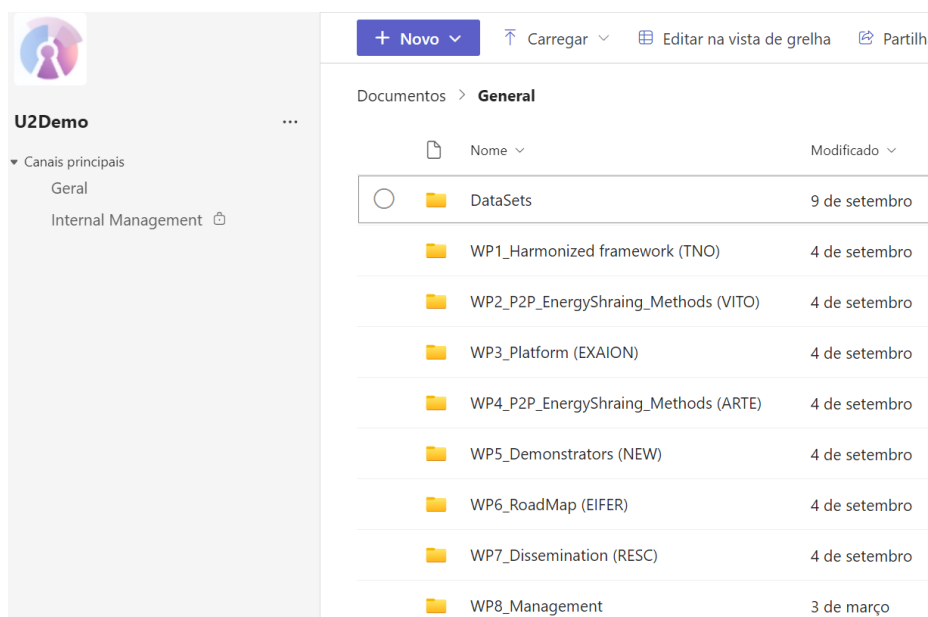 + Novo
Carregar
Editar na vista de grelha
Partilh
U2Demo
...
Canais principais
Geral
Internal Management
Documentos > General
Nome
Modificado
DataSets
9 de setembro
WP1_Harmonized framework (TNO)
4 de setembro
WP2_P2P_EnergyShraing_Methods (VITO)
4 de setembro
WP3_Platform (EXAION)
4 de setembro
WP4_P2P_EnergyShraing_Methods (ARTE)
4 de setembro
WP5_Demonstrators (NEW)
4 de setembro
WP6_RoadMap (EIFER)
4 de setembro
WP7_Dissemination (RESC)
4 de setembro
WP8_Management
3 de março